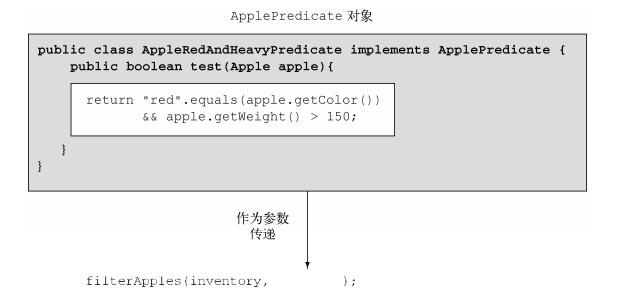 ApplePredicate 对象
public class AppleRedAndHeavyPredicate implements ApplePredicate {
public boolean test(Apple apple){
return "red".equals(apple.getColor())
&& apple.getWeight() > 150;
}
}
作为参数
传递
filterApples(inventory, );